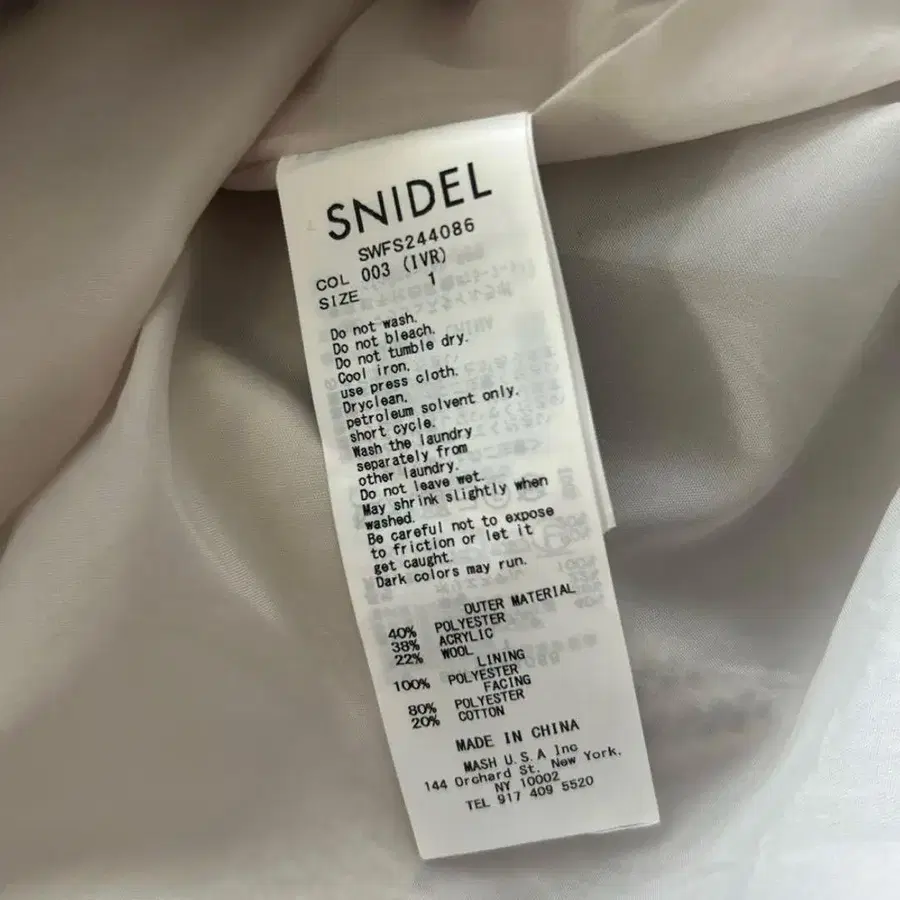 SNIDEL
SWFS244086
COL 003 (IVR)
SIZE 1
Do not wash.
Do not bleach.
Do not tumble dry.
Cool iron.
use press cloth.
Dryclean.
petroleum solvent only.
short cycle.
Wash the laundry
separately from
other laundry.
Do not leave wet.
May shrink slightly when
washed.
Be careful not to expose
to friction or let it
get caught.
Dark colors may run.
OUTER MATERIAL
40% POLYESTER
38% ACRYLIC
22% WOOL
LINING
100% POLYESTER
FACING
80% POLYESTER
20% COTTON
MADE IN CHINA
MASH U.S.A Inc
144 Orchard St. New York,
NY 10002
TEL 917 409 5520